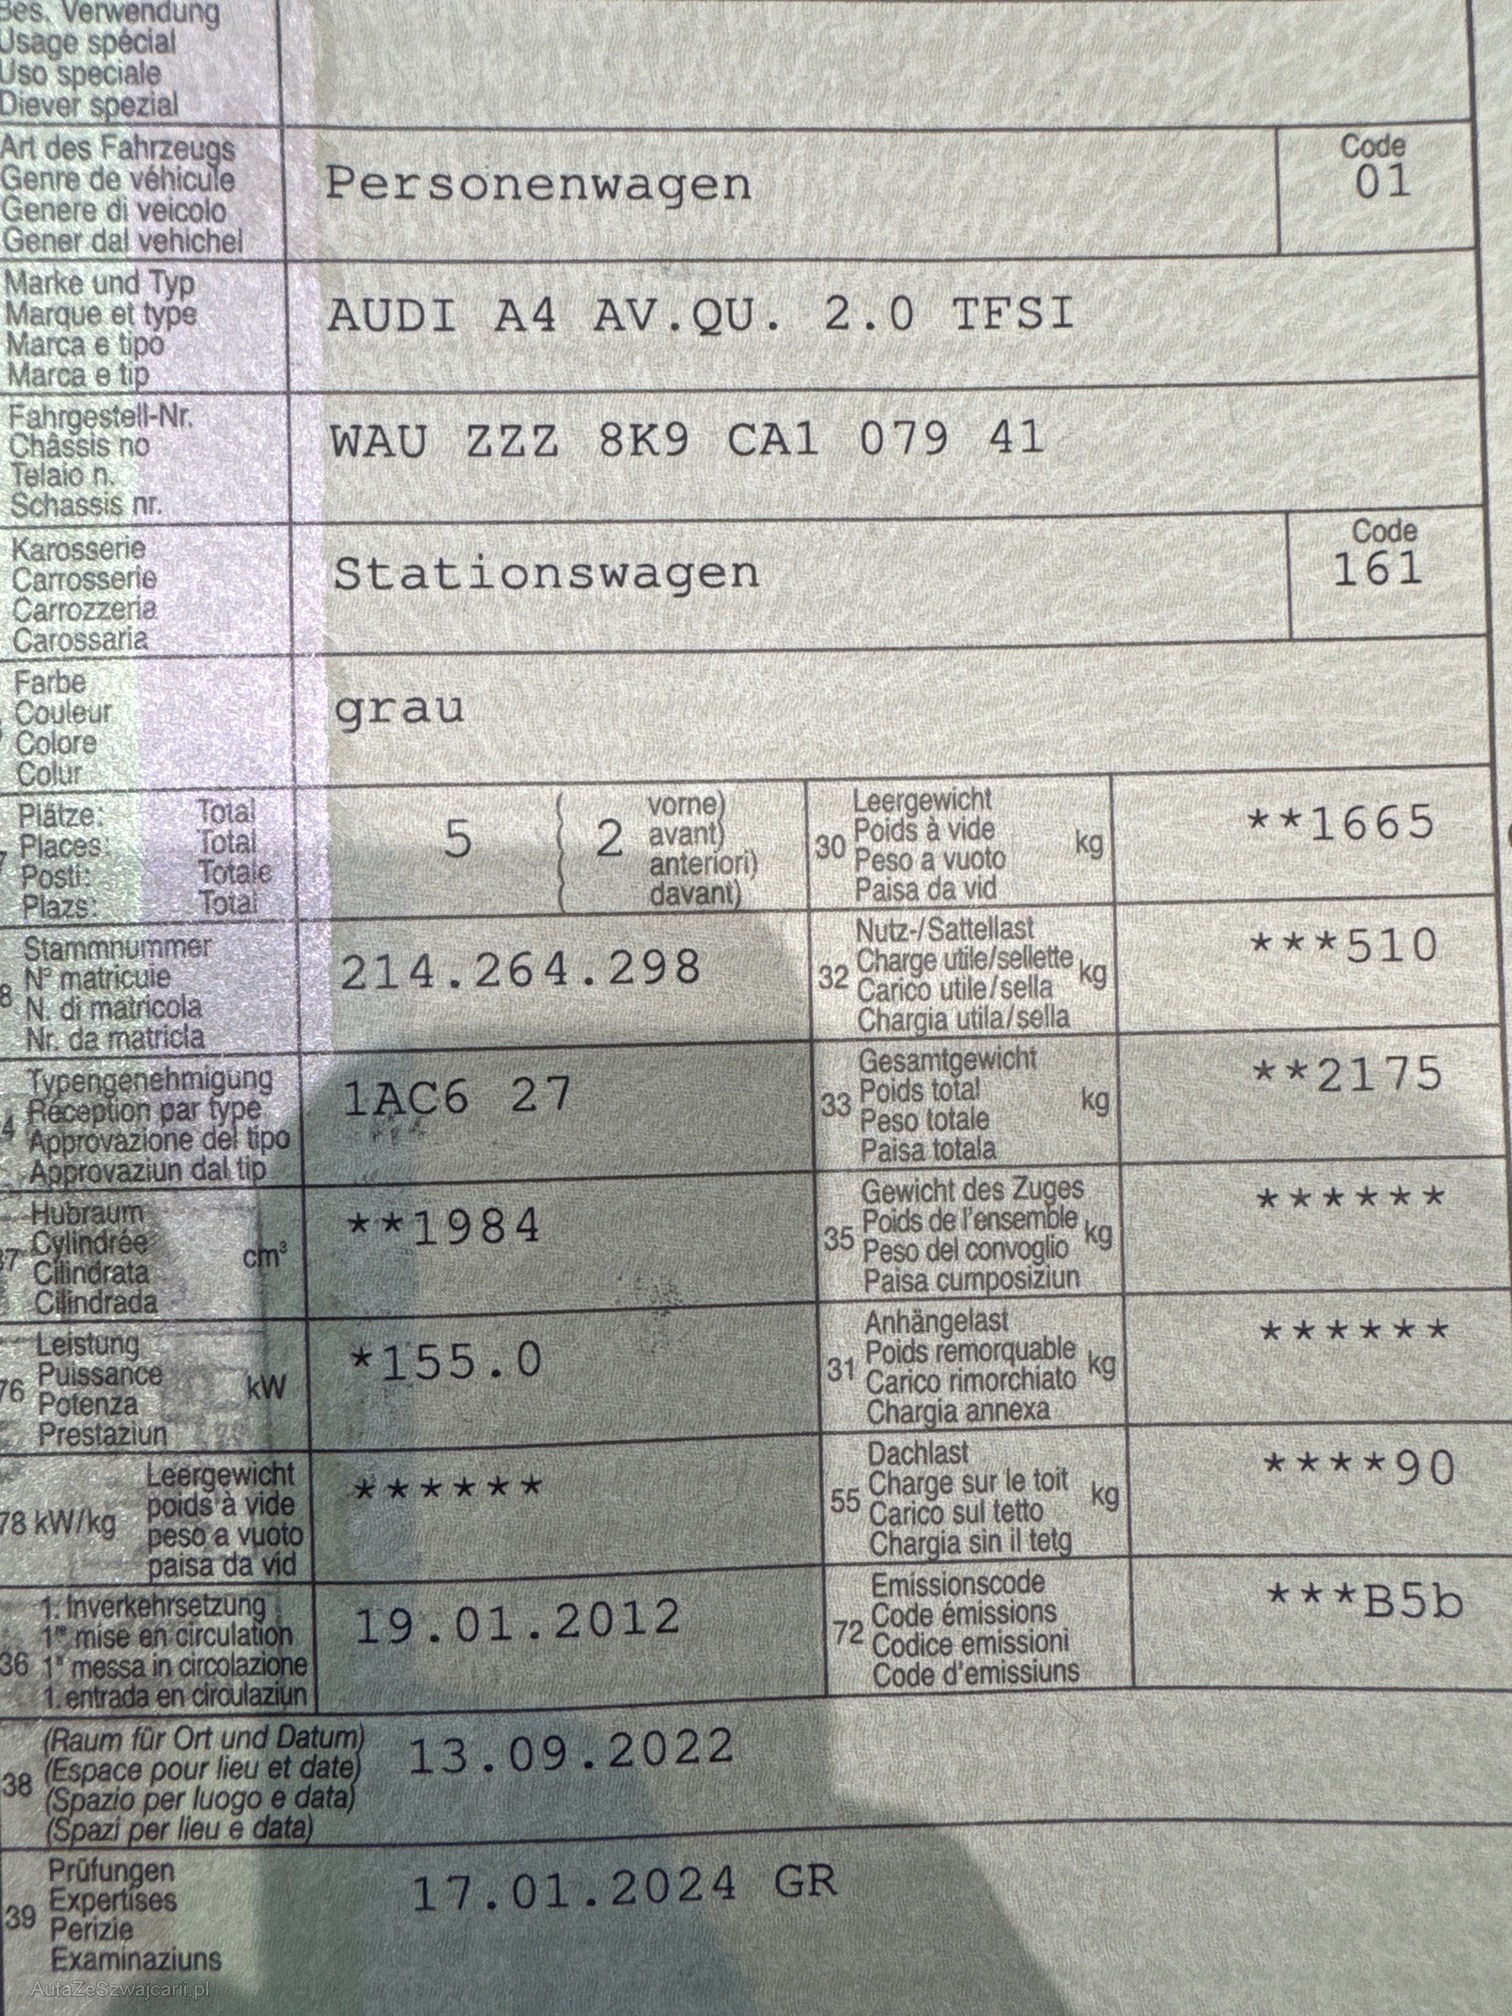 Bes. Verwendung
Usage spécial
Uso speciale
Diever spezial
Art des Fahrzeugs
Genre de véhicule
Genere di veicolo
Gener dal vehichel
Personenwagen
Code
01
Marke und Typ
Marque et type
Marca e tipo
Marca e tip
AUDI A4 AV.QU. 2.0 TFSI
Fahrgestell-Nr.
Châssis no
Telaio n.
Schassis nr.
WAU ZZZ 8K9 CA1 079 41
Karosserie
Carrosserie
Carrozzeria
Carossaria
Stationswagen
Code
161
Farbe
Couleur
Colore
Colur
grau
Plätze: Total
Places: Total
Posti: Totale
Plazs: Total
5 { 2
vorne)
avant)
anteriori)
davant)
30 Leergewicht
Poids à vide
Peso a vuoto
Paisa da vid
kg
**1665
8 Stammnummer
N° matricule
N. di matricola
Nr. da matricla
214.264.298
32 Nutz-/Sattellast
Charge utile/sellette
Carico utile/sella
Chargia utila/sella
kg
***510
4 Typengenehmigung
Réception par type
Approvazione del tipo
Approvaziun dal tip
1AC6 27
33 Gesamtgewicht
Poids total
Peso totale
Paisa totala
kg
**2175
37 Hubraum
Cylindrée
Cilindrata
Cilindrada
cm³
**1984
35 Gewicht des Zuges
Poids de l'ensemble
Peso del convoglio
Paisa cumposiziun
kg
******
76 Leistung
Puissance
Potenza
Prestaziun
kW
*155.0
31 Anhängelast
Poids remorquable
Carico rimorchiato
Chargia annexa
kg
******
78 kW/kg
Leergewicht
poids à vide
peso a vuoto
paisa da vid
******
55 Dachlast
Charge sur le toit
Carico sul tetto
Chargia sin il tetg
kg
****90
36 1. Inverkehrsetzung
1re mise en circulation
1a messa in circolazione
1. entrada en circulaziun
19.01.2012
72 Emissionscode
Code émissions
Codice emissioni
Code d'emissiuns
***B5b
38 (Raum für Ort und Datum)
(Espace pour lieu et date)
(Spazio per luogo e data)
(Spazi per lieu e data)
13.09.2022
39 Prüfungen
Expertises
Perizie
Examinaziuns
17.01.2024 GR
AutaZeSzwajcarii.pl